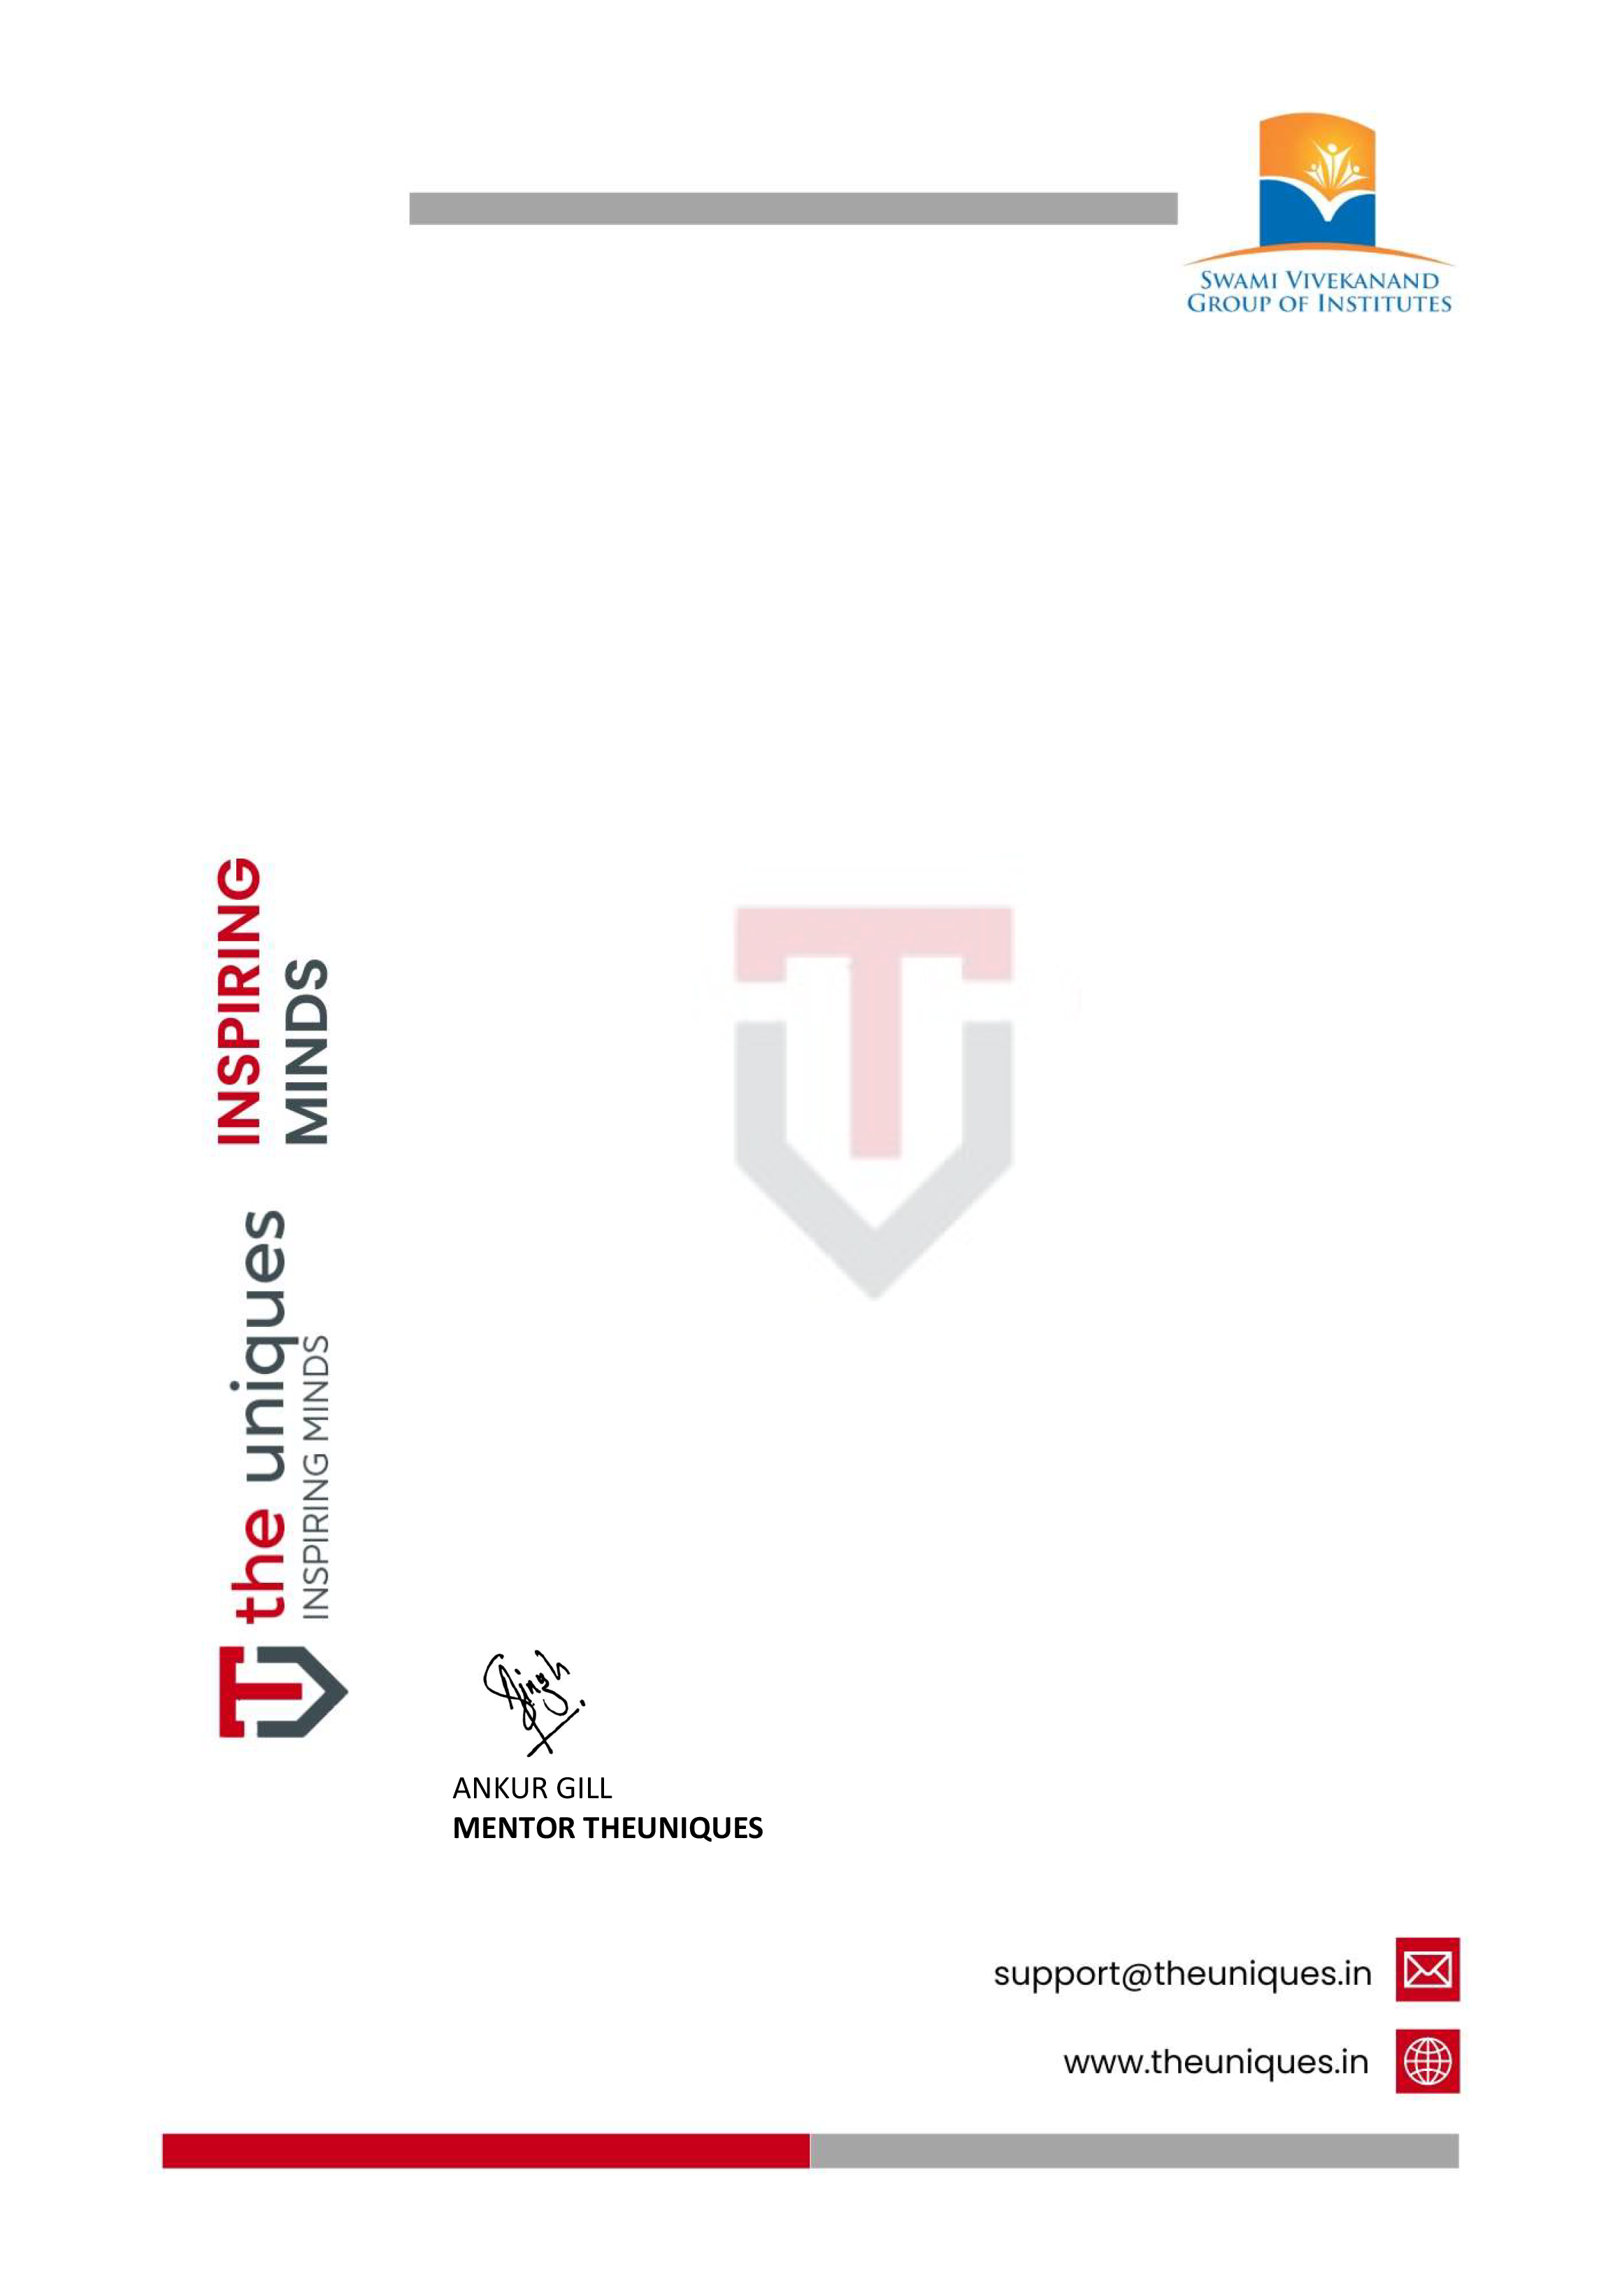 SWAMI VIVEKANAND
GROUP OF INSTITUTES
INSPIRING
MINDS
the uniques
INSPIRING MINDS
Singh
ANKUR GILL
MENTOR THEUNIQUES
support@theuniques.in
www.theuniques.in